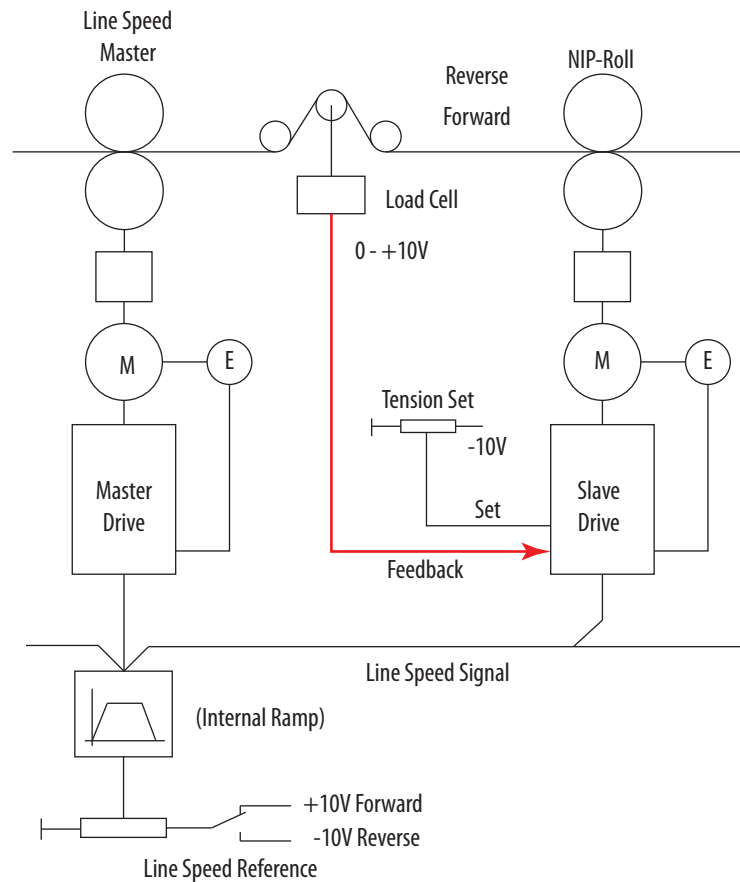 Line Speed
Master
NIP-Roll
Reverse
Forward
Load Cell
0 - +10V
M
E
M
E
Tension Set
-10V
Master
Drive
Set
Slave
Drive
Feedback
Line Speed Signal
(Internal Ramp)
+10V Forward
-10V Reverse
Line Speed Reference